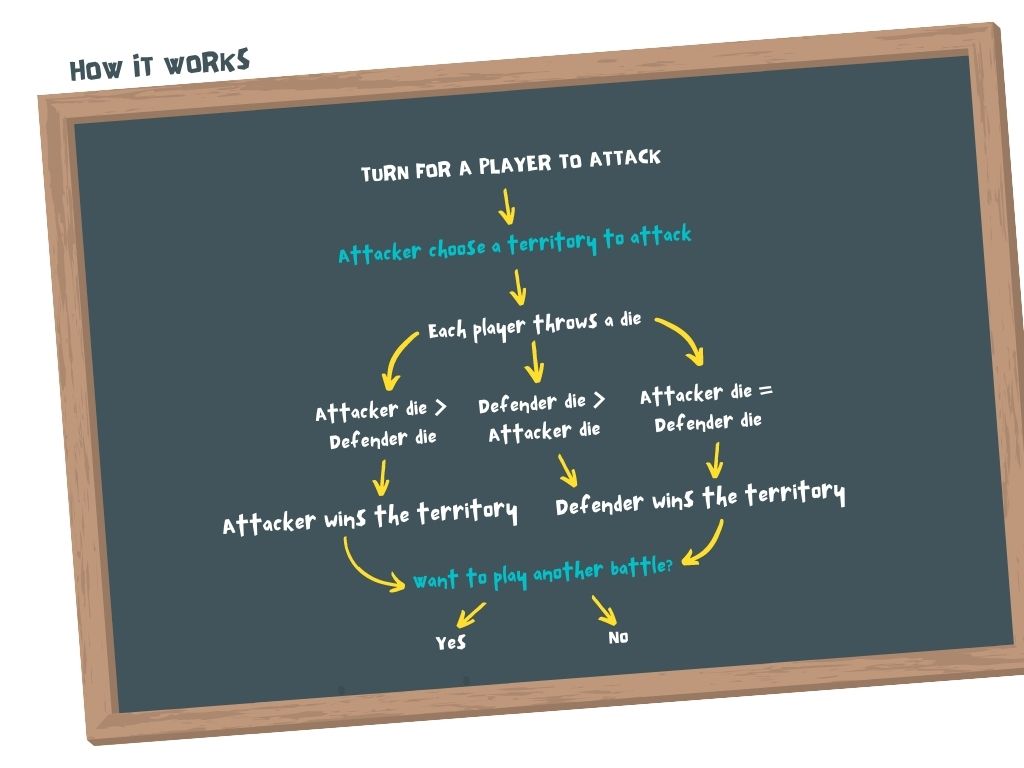 HOW IT WORKS
TURN FOR A PLAYER TO ATTACK
Attacker choose a territory to attack
Each player throws a die
Attacker die >
Defender die
Defender die >
Attacker die
Attacker die =
Defender die
Attacker wins the territory
Defender wins the territory
Want to play another battle?
Yes
No